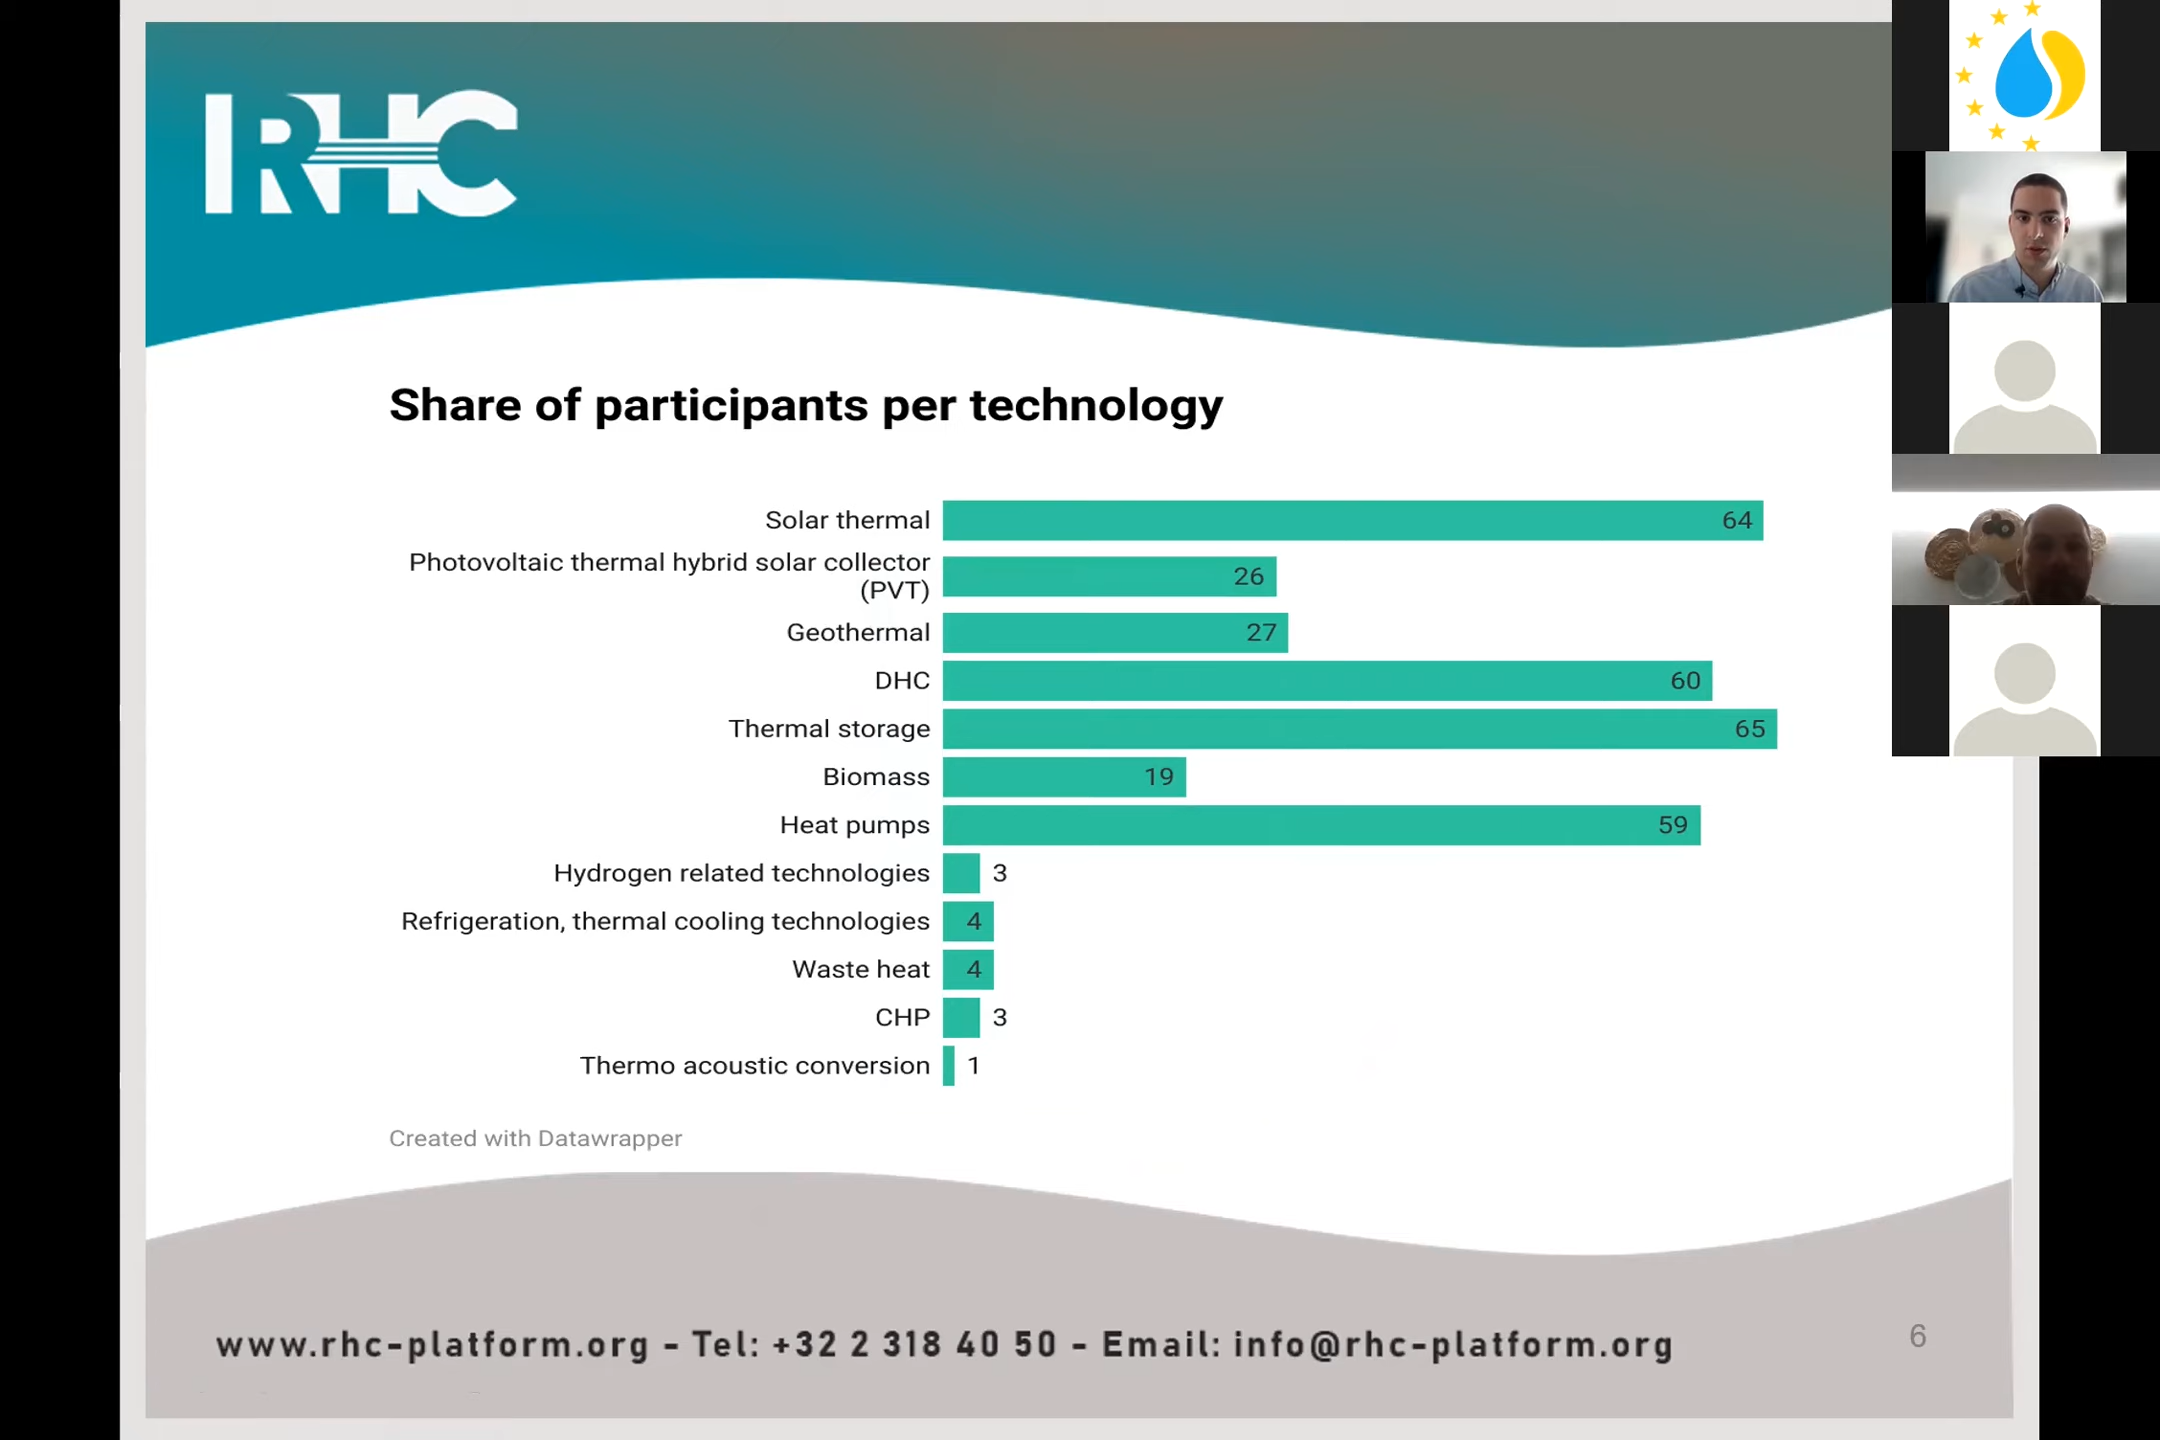 RHC
Share of participants per technology
Solar thermal 64
Photovoltaic thermal hybrid solar collector
(PVT) 26
Geothermal 27
DHC 60
Thermal storage 65
Biomass 19
Heat pumps 59
Hydrogen related technologies 3
Refrigeration, thermal cooling technologies 4
Waste heat 4
CHP 3
Thermo acoustic conversion 1
Created with Datawrapper
www.rhc-platform.org - Tel: +32 2 318 40 50 - Email: info@rhc-platform.org
6